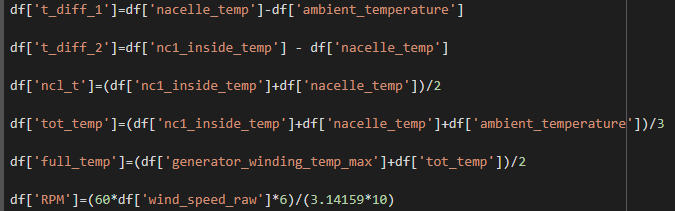 df['t_diff_1']=df['nacelle_temp']-df['ambient_temperature']
df['t_diff_2']=df['nc1_inside_temp'] - df['nacelle_temp']
df['ncl_t']=(df['nc1_inside_temp']+df['nacelle_temp'])/2
df['tot_temp']=(df['nc1_inside_temp']+df['nacelle_temp']+df['ambient_temperature'])/3
df['full_temp']=(df['generator_winding_temp_max']+df['tot_temp'])/2
df['RPM']=(60*df['wind_speed_raw']*6)/(3.14159*10)